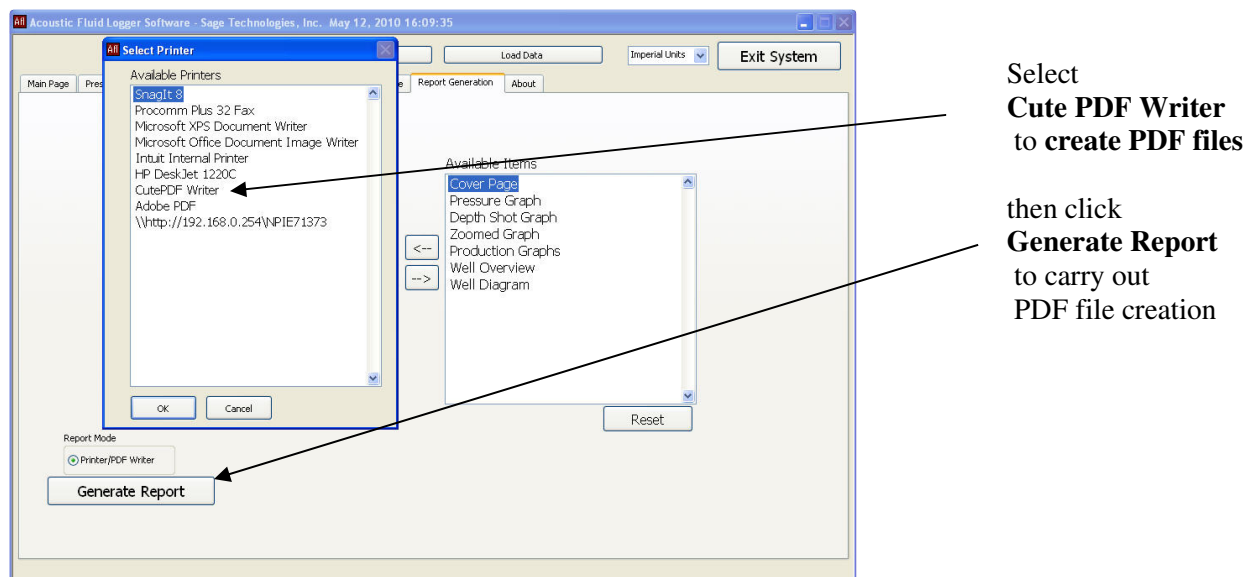 Acoustic Fluid Logger Software - Sage Technologies, Inc. May 12, 2010 16:09:35
Select Printer
Load Data
Imperial Units
Exit System
Available Printers
Main Page
Report Generation
About
SnagIt 8
Procomm Plus 32 Fax
Microsoft XPS Document Writer
Microsoft Office Document Image Writer
Intuit Internal Printer
HP DeskJet 1220C
CutePDF Writer
Adobe PDF
\\http://192.168.0.254\NPIE71373
OK
Cancel
Available Items
Cover Page
Pressure Graph
Depth Shot Graph
Zoomed Graph
Production Graphs
Well Overview
Well Diagram
<--
-->
Reset
Report Mode
Printer/PDF Writer
Generate Report
Select
Cute PDF Writer
to create PDF files
then click
Generate Report
to carry out
PDF file creation